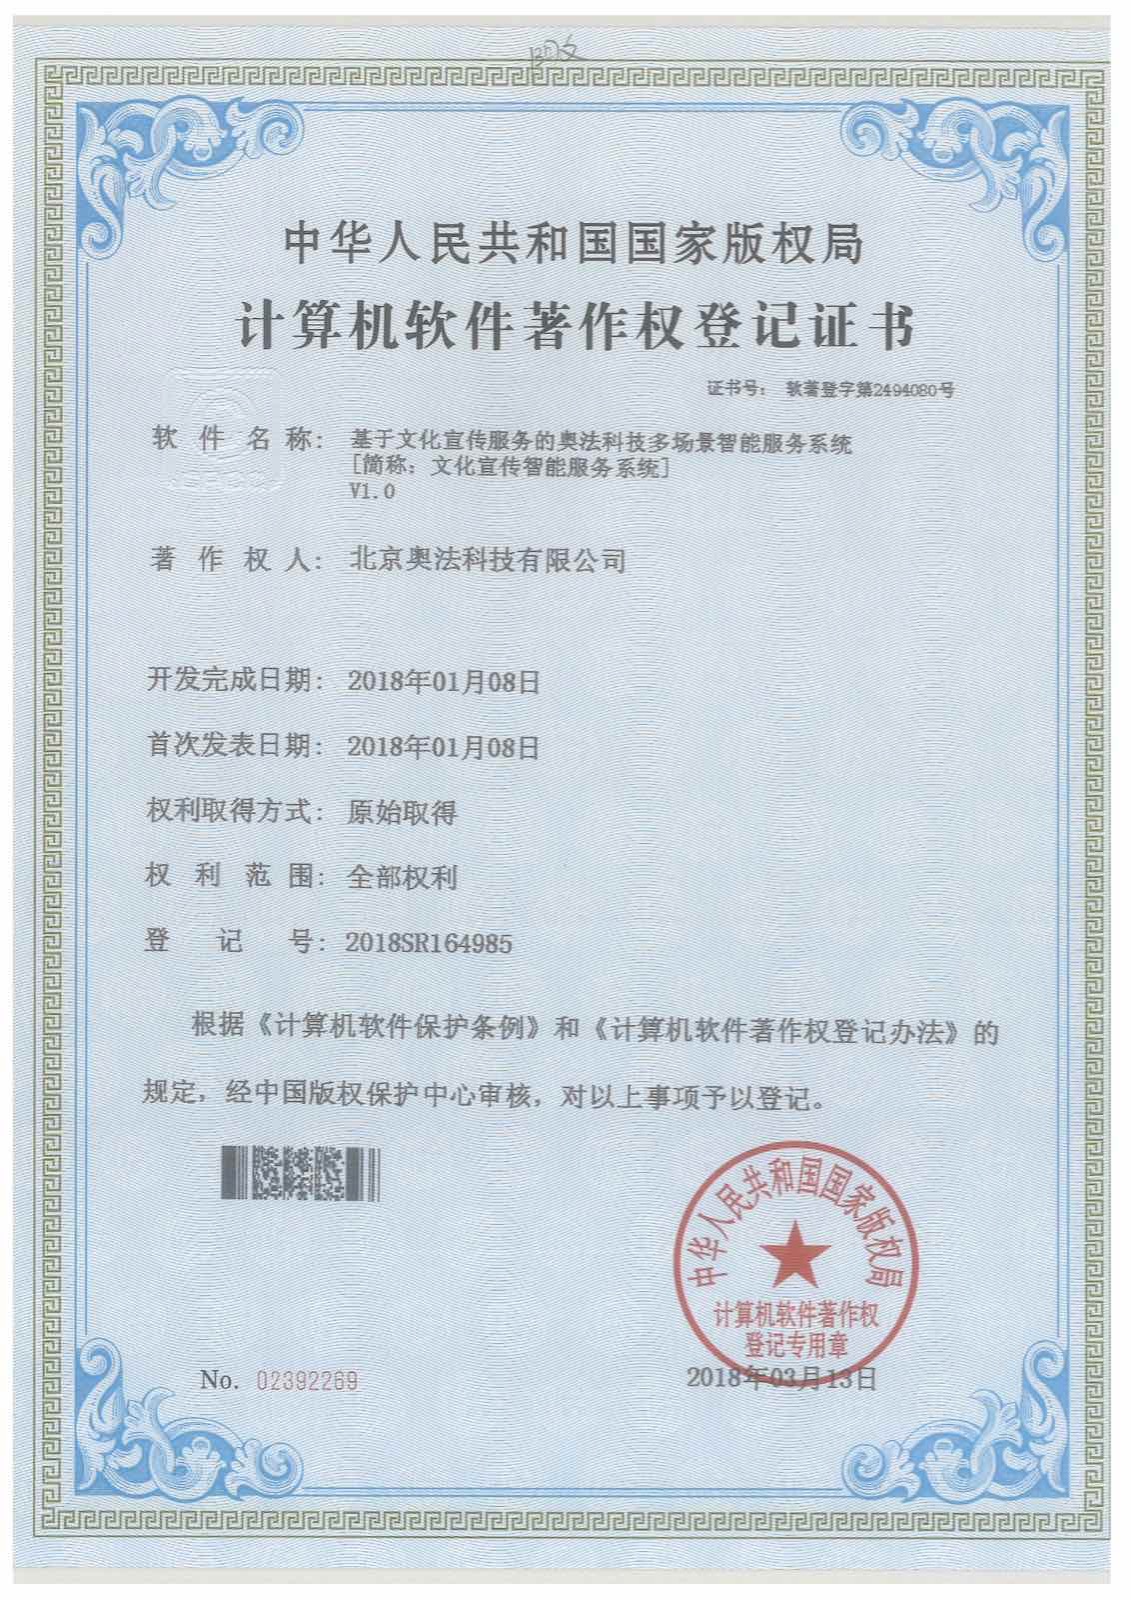 中华人民共和国国家版权局
计算机软件著作权登记证书
证书号： 软著登字第2494080号
软件名称： 基于文化宣传服务的奥法科技多场景智能服务系统
[简称：文化宣传智能服务系统]
V1.0
著作权人： 北京奥法科技有限公司
开发完成日期： 2018年01月08日
首次发表日期： 2018年01月08日
权利取得方式： 原始取得
权利范围： 全部权利
登记号： 2018SR164985
根据《计算机软件保护条例》和《计算机软件著作权登记办法》的
规定，经中国版权保护中心审核，对以上事项予以登记。
中华人民共和国国家版权局
计算机软件著作权
登记专用章
No. 02392269
2018年03月13日